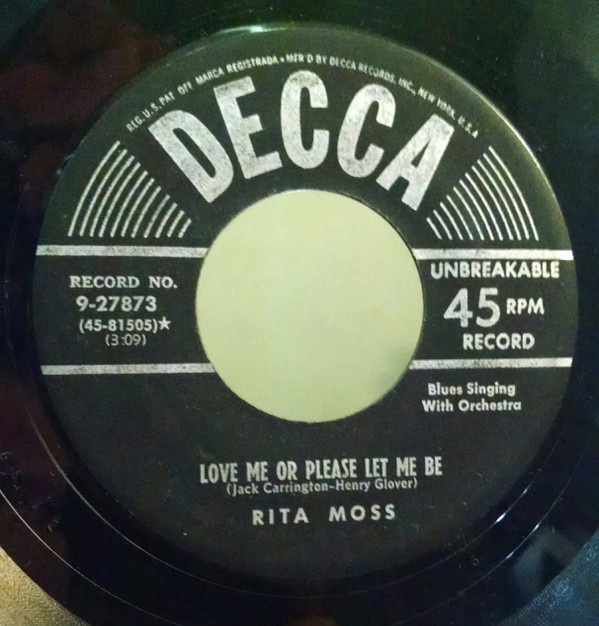 REG. U.S. PAT. OFF. MARCA REGISTRADA • MFR'D BY DECCA RECORDS, INC., NEW YORK, U.S.A
DECCA
RECORD NO.
9-27873
(45-81505)★
(3:09)
UNBREAKABLE
45 RPM
RECORD
Blues Singing
With Orchestra
LOVE ME OR PLEASE LET ME BE
(Jack Carrington-Henry Glover)
RITA MOSS